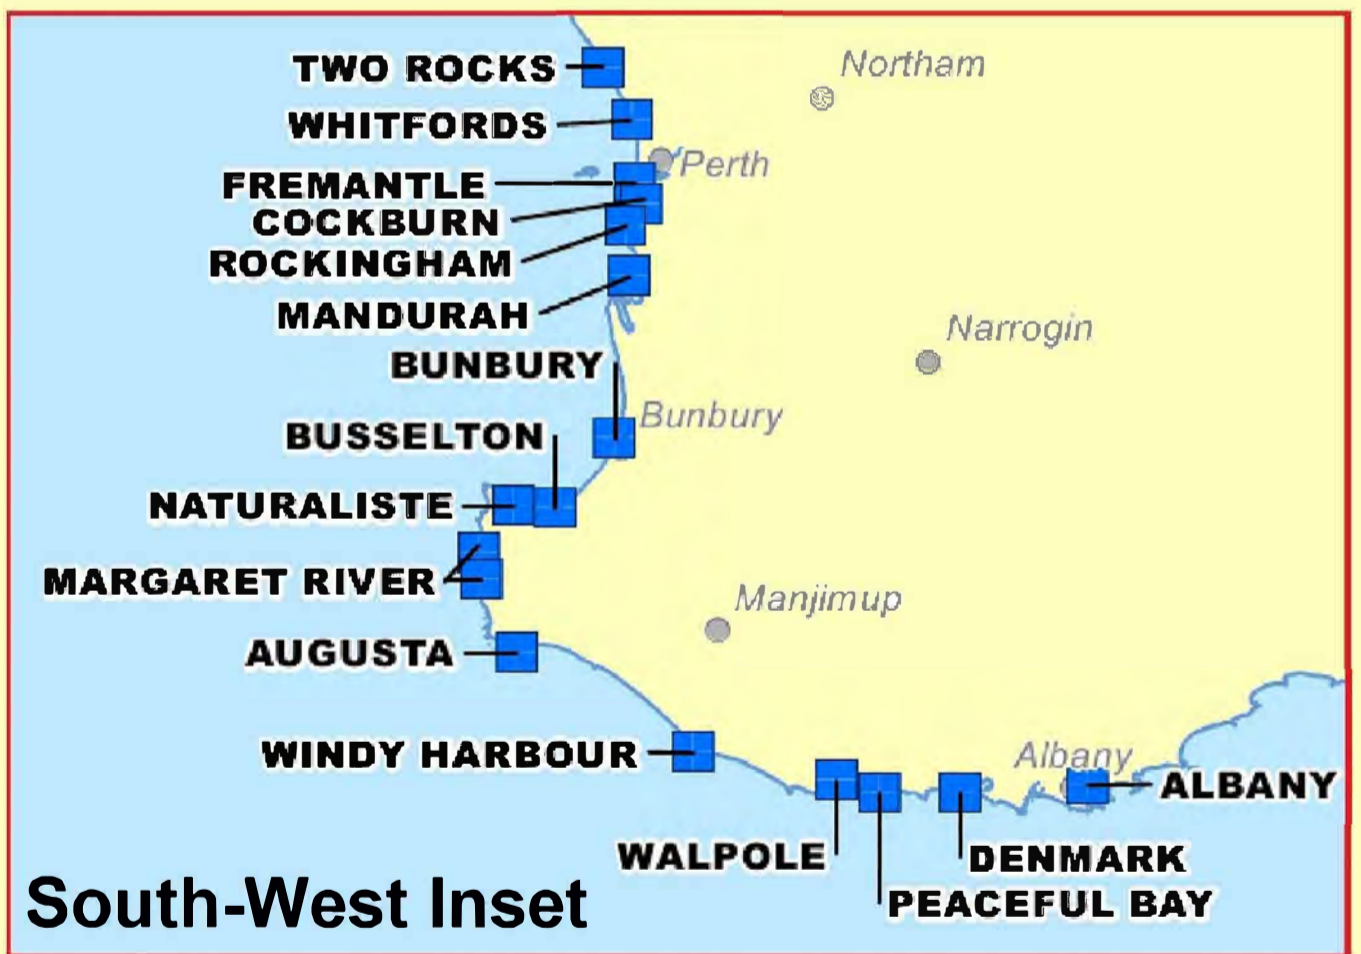 TWO ROCKS
Northam
WHITFORDS
Perth
FREMANTLE
COCKBURN
ROCKINGHAM
MANDURAH
Narrogin
BUNBURY
Bunbury
BUSSELTON
NATURALISTE
MARGARET RIVER
Manjimup
AUGUSTA
WINDY HARBOUR
Albany
ALBANY
WALPOLE
DENMARK
PEACEFUL BAY
South-West Inset